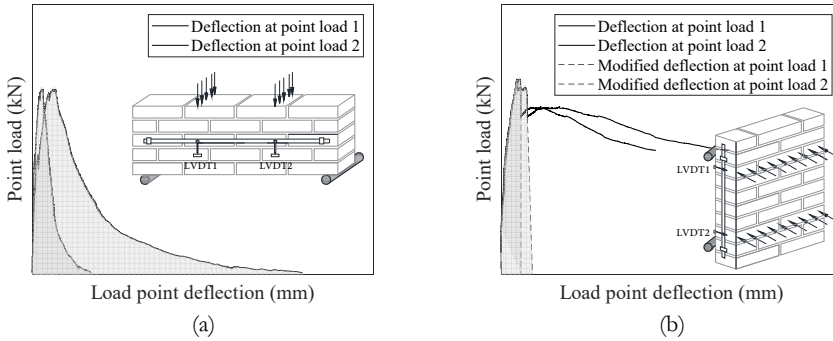 Deflection at point load 1
Deflection at point load 2
Point load (kN)
LVDT1
LVDT2
Load point deflection (mm)
(a)
Deflection at point load 1
Deflection at point load 2
Modified deflection at point load 1
Modified deflection at point load 2
Point load (kN)
LVDT1
LVDT2
Load point deflection (mm)
(b)